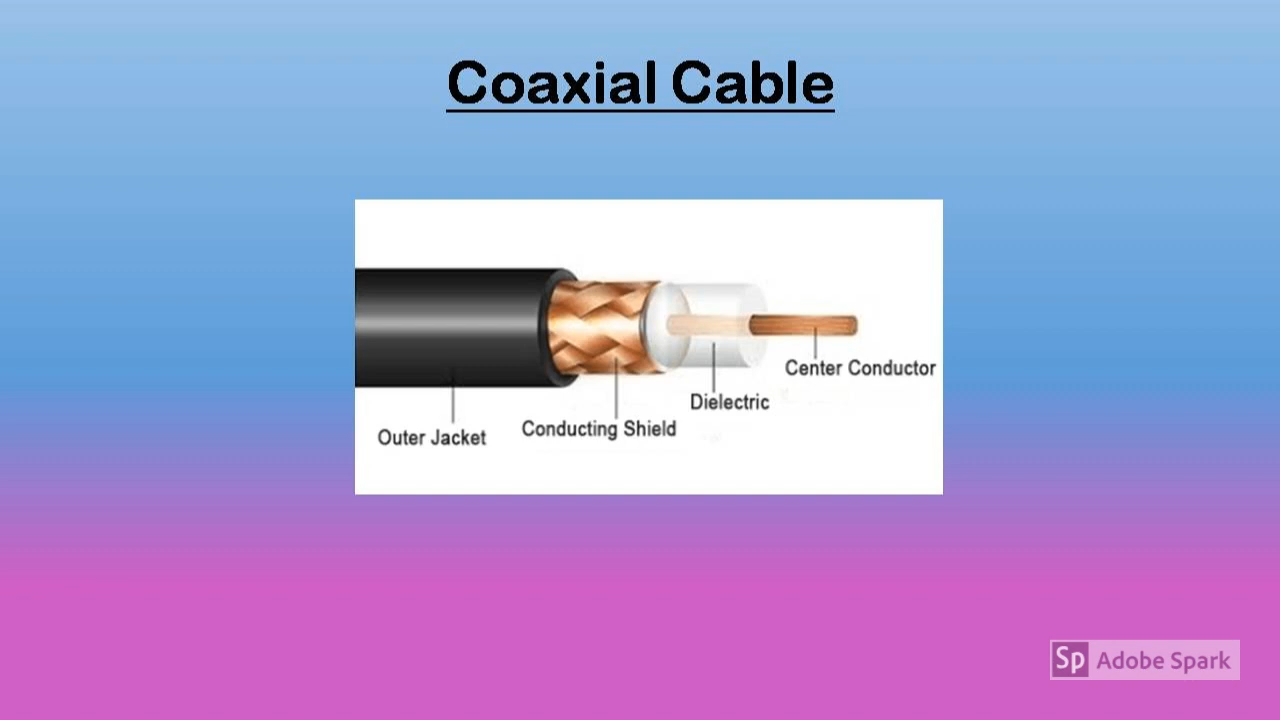 Coaxial Cable
Center Conductor
Dielectric
Conducting Shield
Outer Jacket
Sp Adobe Spark